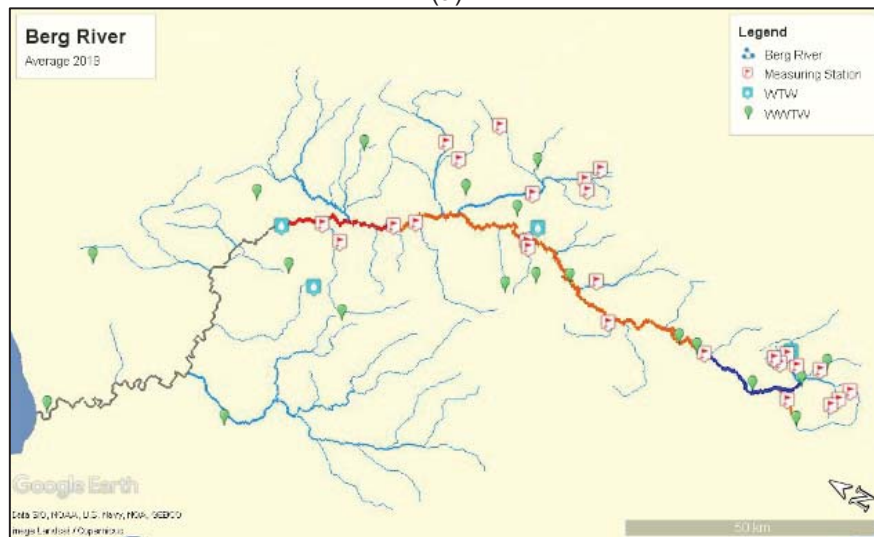 Berg River
Average 2019
Legend
Berg River
Measuring Station
WTW
WWTW
Google Earth
Data SIO, NOAA, U.S. Navy, NGA, GEBCO
Image Landsat / Copernicus
N
50 km